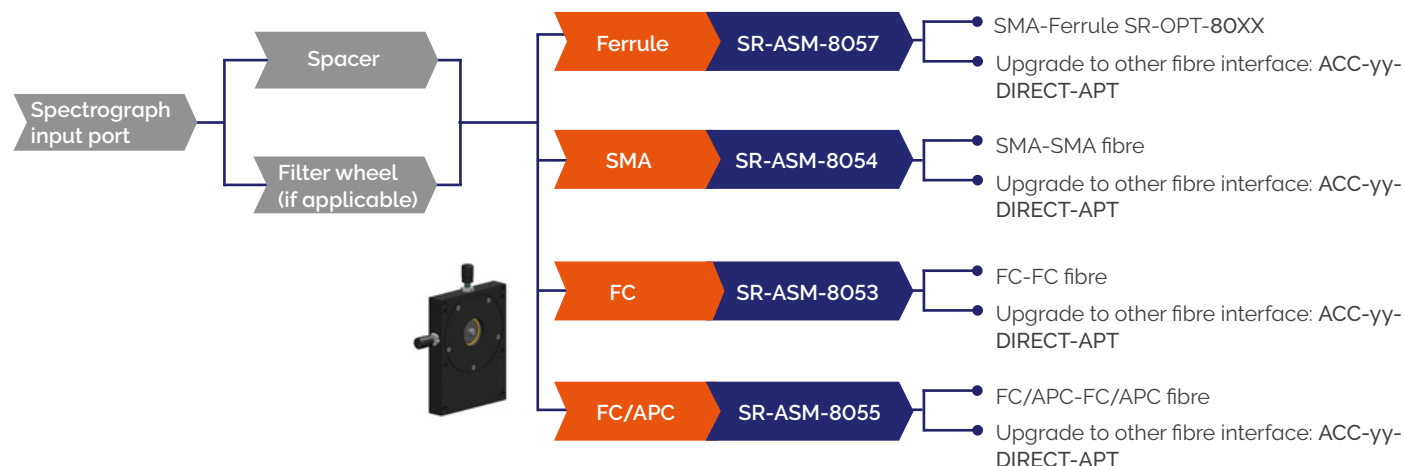 Spectrograph
input port
Spacer
Filter wheel
(if applicable)
Ferrule
SR-ASM-8057
SMA-Ferrule SR-OPT-80XX
Upgrade to other fibre interface: ACC-yy-
DIRECT-APT
SMA
SR-ASM-8054
SMA-SMA fibre
Upgrade to other fibre interface: ACC-yy-
DIRECT-APT
FC
SR-ASM-8053
FC-FC fibre
Upgrade to other fibre interface: ACC-yy-
DIRECT-APT
FC/APC
SR-ASM-8055
FC/APC-FC/APC fibre
Upgrade to other fibre interface: ACC-yy-
DIRECT-APT